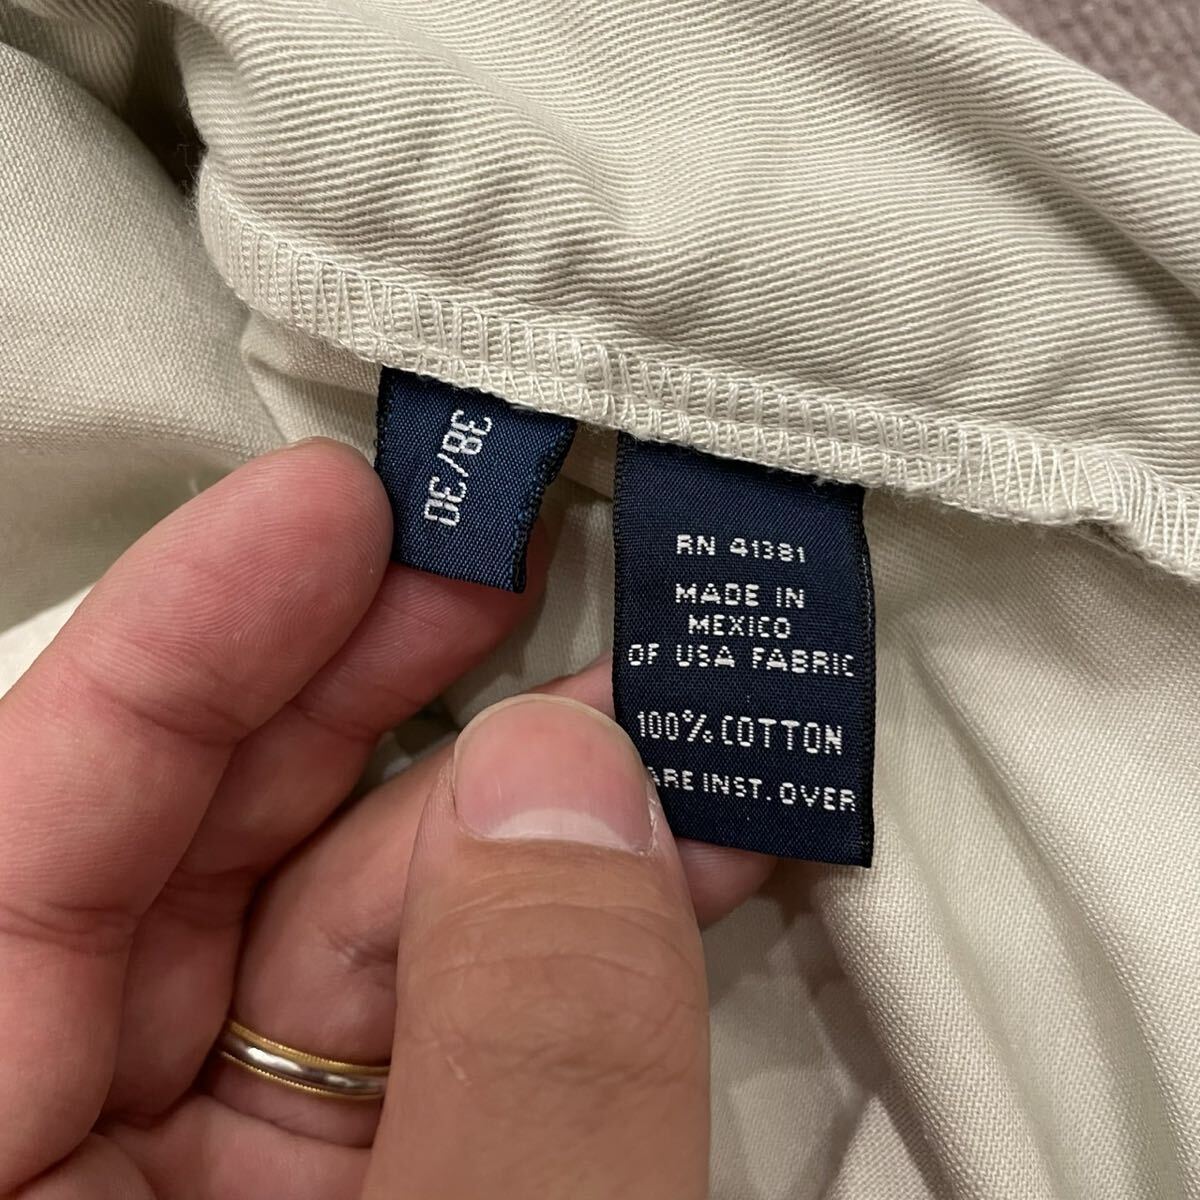 38/30
RN 41381
MADE IN
MEXICO
OF USA FABRIC
100% COTTON
ARE INST. OVER